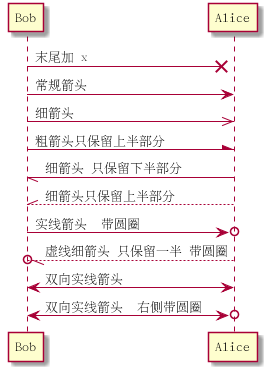 Bob Alice
末尾加 x
常规箭头
细箭头
粗箭头只保留上半部分
细箭头 只保留下半部分
细箭头只保留上半部分
实线箭头  带圆圈
虚线细箭头 只保留一半 带圆圈
双向实线箭头
双向实线箭头  右侧带圆圈
Bob Alice